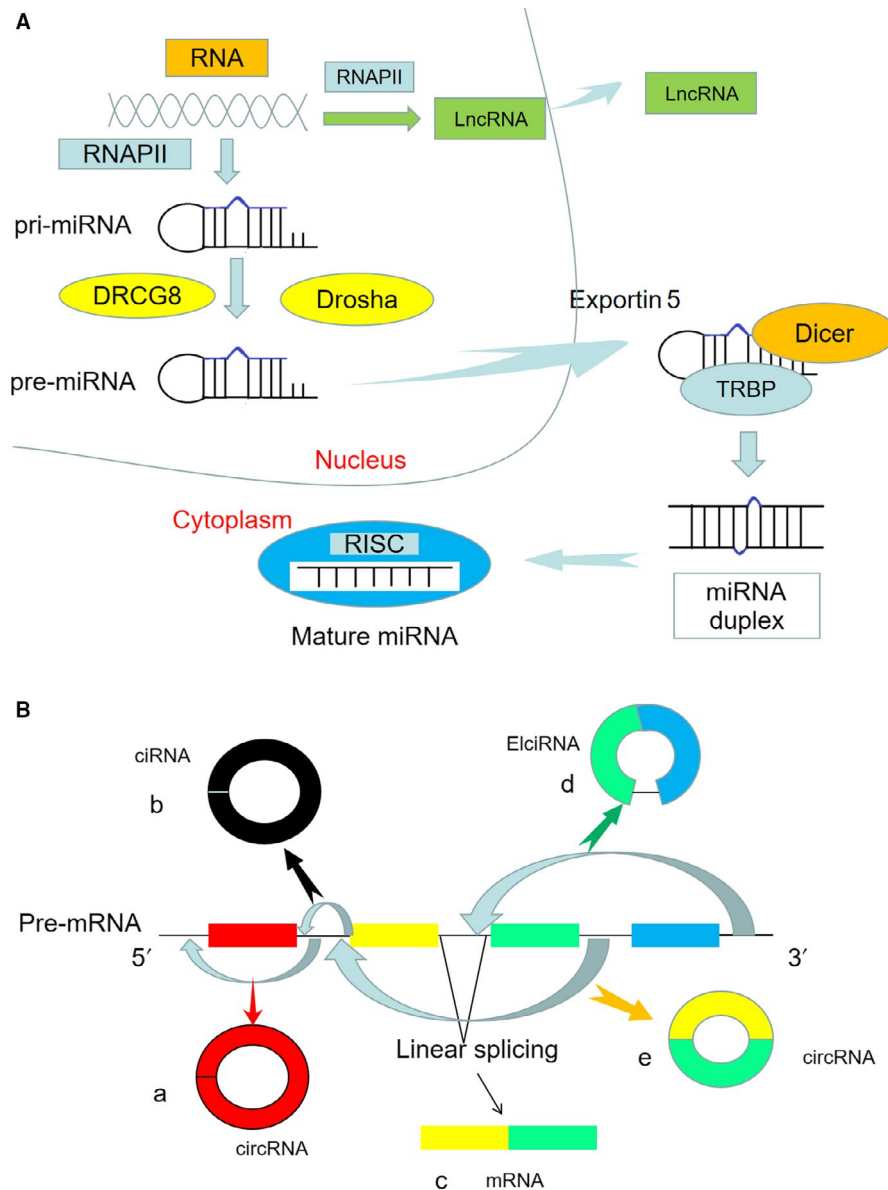 A
RNA
RNAPII
LncRNA
LncRNA
RNAPII
pri-miRNA
DRCG8
Drosha
Exportin 5
Dicer
pre-miRNA
TRBP
Nucleus
Cytoplasm
RISC
miRNA
duplex
Mature miRNA
B
ciRNA
b
EIciRNA
d
Pre-mRNA
5′
3′
Linear splicing
a
circRNA
e
circRNA
c
mRNA